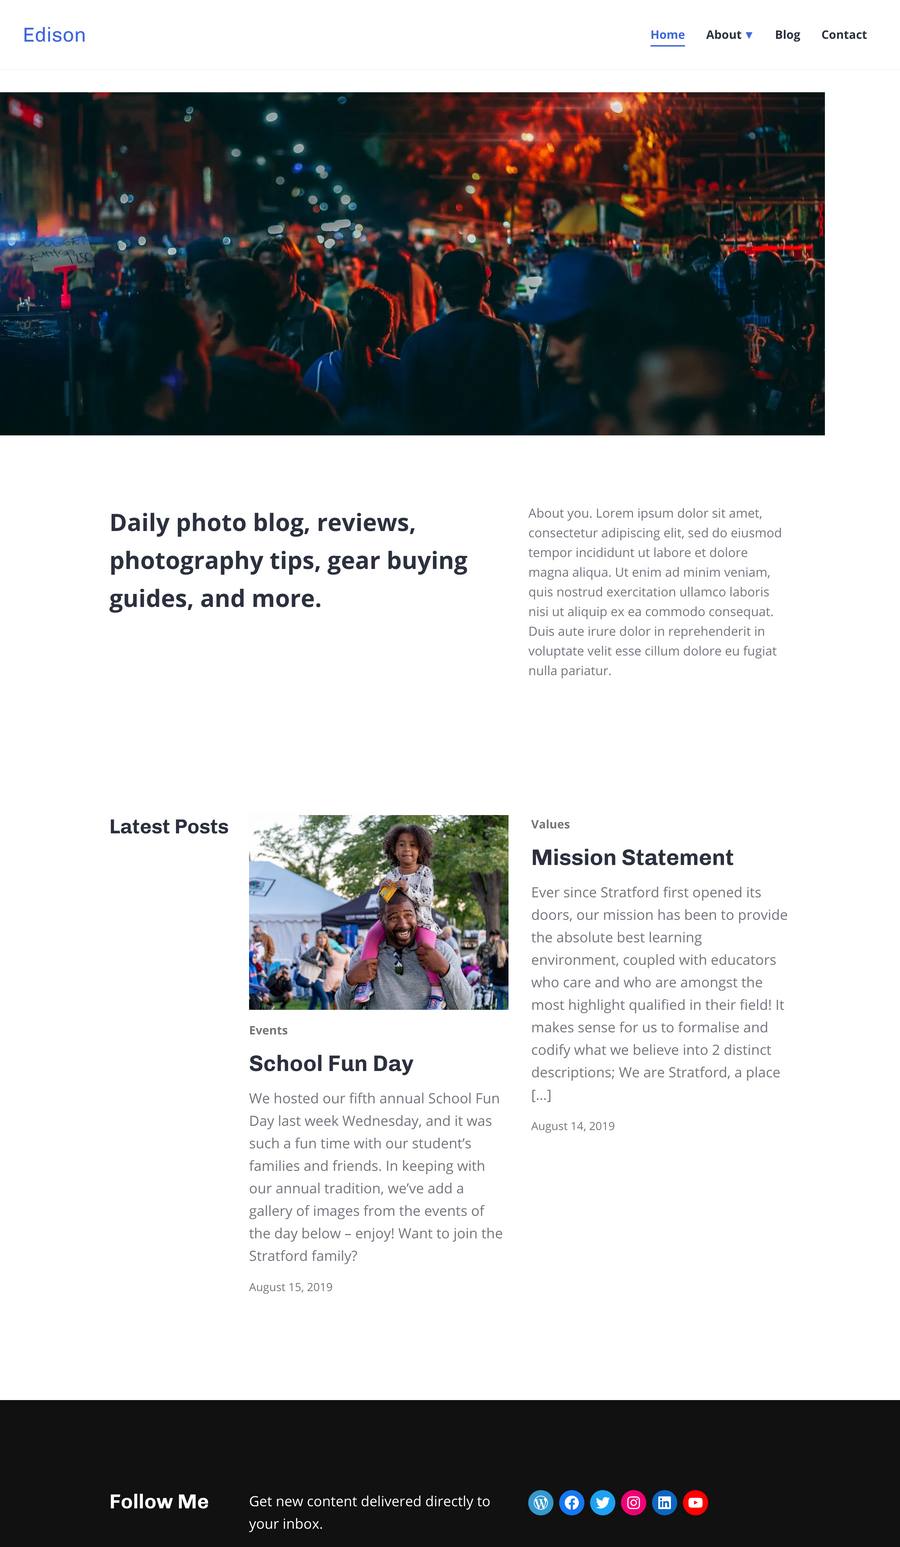 Edison
Home About ▾ Blog Contact
Daily photo blog, reviews,
photography tips, gear buying
guides, and more.
About you. Lorem ipsum dolor sit amet,
consectetur adipiscing elit, sed do eiusmod
tempor incididunt ut labore et dolore
magna aliqua. Ut enim ad minim veniam,
quis nostrud exercitation ullamco laboris
nisi ut aliquip ex ea commodo consequat.
Duis aute irure dolor in reprehenderit in
voluptate velit esse cillum dolore eu fugiat
nulla pariatur.
Latest Posts
Events
School Fun Day
We hosted our fifth annual School Fun
Day last week Wednesday, and it was
such a fun time with our student’s
families and friends. In keeping with
our annual tradition, we’ve add a
gallery of images from the events of
the day below – enjoy! Want to join the
Stratford family?
August 15, 2019
Values
Mission Statement
Ever since Stratford first opened its
doors, our mission has been to provide
the absolute best learning
environment, coupled with educators
who care and who are amongst the
most highlight qualified in their field! It
makes sense for us to formalise and
codify what we believe into 2 distinct
descriptions; We are Stratford, a place
[…]
August 14, 2019
Follow Me
Get new content delivered directly to
your inbox.